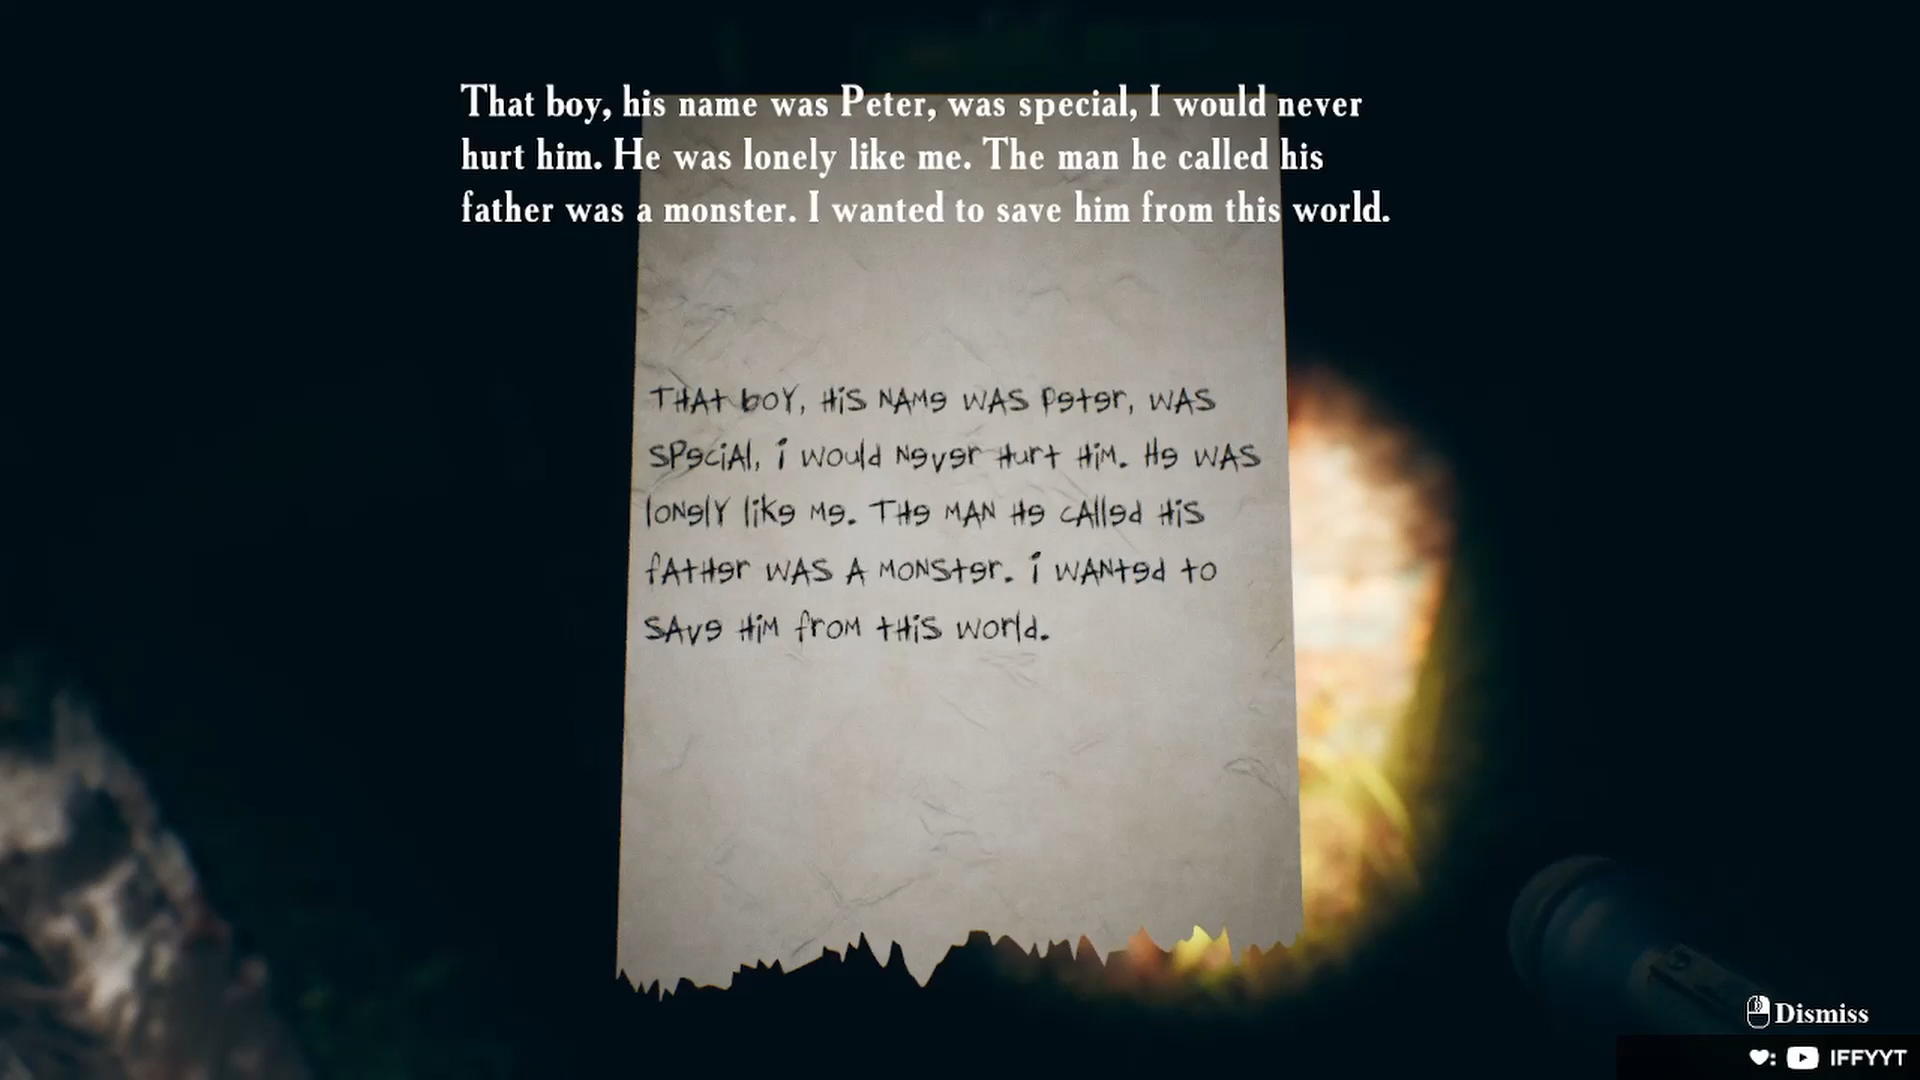 That boy, his name was Peter, was special, I would never
hurt him. He was lonely like me. The man he called his
father was a monster. I wanted to save him from this world.
THAt boY, HiS NAMe WAS Peter, WAS
SPeciAl, i would Never Hurt HiM. He WAS
loNelY like Me. THe MAN He cAlled HiS
fAtHer WAS A MoNSter. i WANted to
SAve HiM froM tHiS world.
Dismiss
♥: IFFYYT